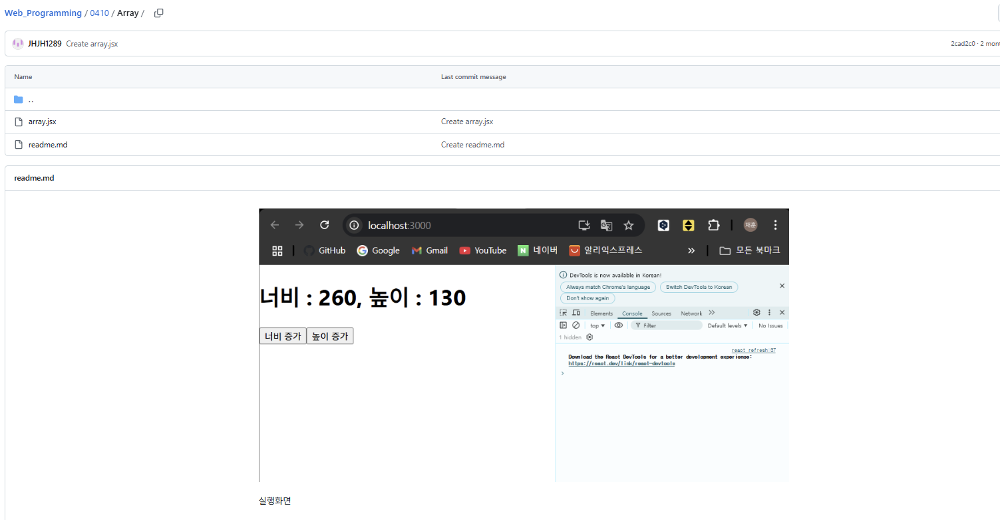 Web_Programming / 0410 / Array /
JHJH1289 Create array.jsx 2cad2c0 · 2
Name Last commit message
..
array.jsx Create array.jsx
readme.md Create readme.md
readme.md
localhost:3000 재훈
GitHub Google Gmail YouTube N 네이버 알리익스프레스 » 모든 북마크
너비 : 260, 높이 : 130
너비 증가 높이 증가
DevTools is now available in Korean!
Always match Chrome's language Switch DevTools to Korean
Don't show again
Elements Console Sources Network »
top ▼ Filter Default levels ▼ No Issues
1 hidden
react refresh:37
Download the React DevTools for a better development experience:
https://react.dev/link/react-devtools
›
실행화면